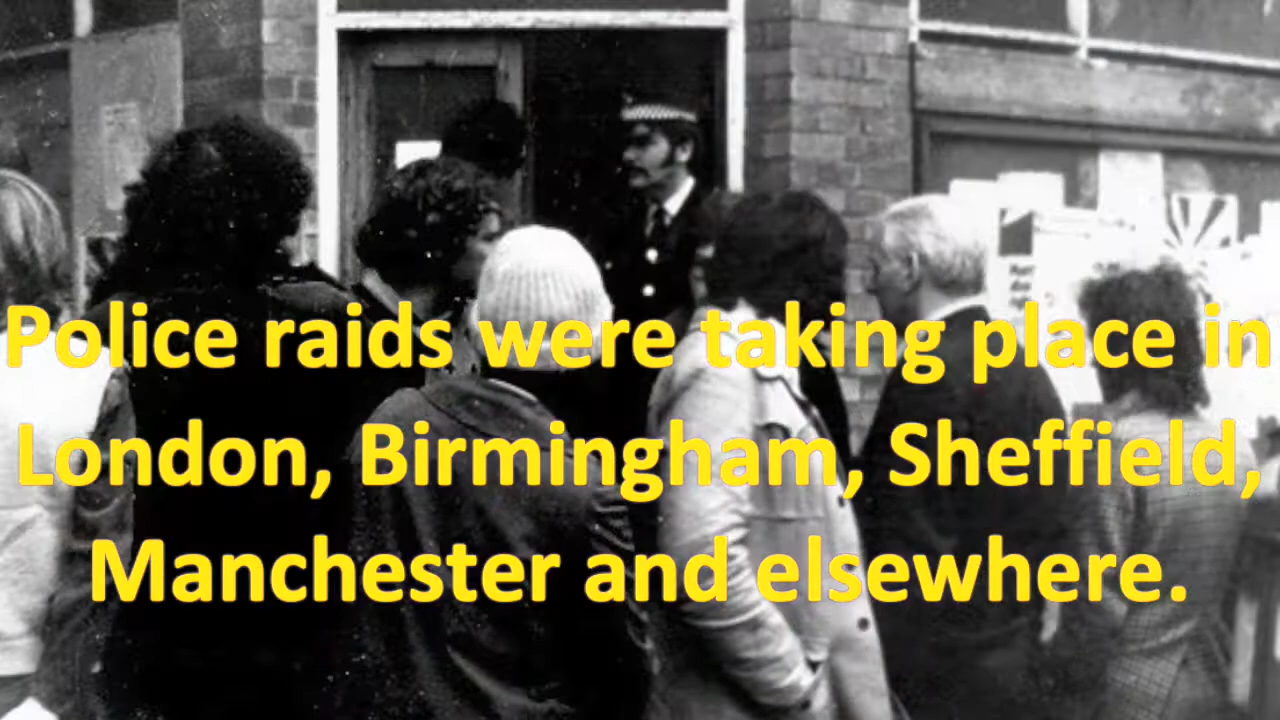 Police raids were taking place in
London, Birmingham, Sheffield,
Manchester and elsewhere.